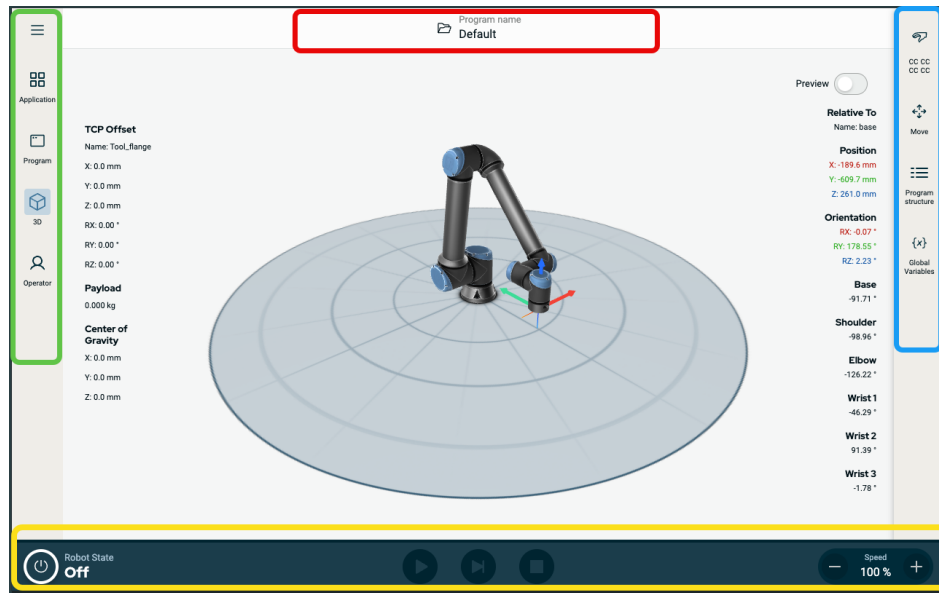 Program name
Default
Application
Program
3D
Operator
TCP Offset
Name: Tool_flange
X: 0.0 mm
Y: 0.0 mm
Z: 0.0 mm
RX: 0.00 °
RY: 0.00 °
RZ: 0.00 °
Payload
0.000 kg
Center of
Gravity
X: 0.0 mm
Y: 0.0 mm
Z: 0.0 mm
Preview
Relative To
Name: base
Position
X: -189.6 mm
Y: -609.7 mm
Z: 261.0 mm
Orientation
RX: -0.07 °
RY: 178.55 °
RZ: 2.23 °
Base
-91.71 °
Shoulder
-98.96 °
Elbow
-126.22 °
Wrist 1
-46.29 °
Wrist 2
91.39 °
Wrist 3
-1.78 °
CC CC
CC CC
Move
Program
structure
{x}
Global
Variables
Robot State
Off
Speed
100 %